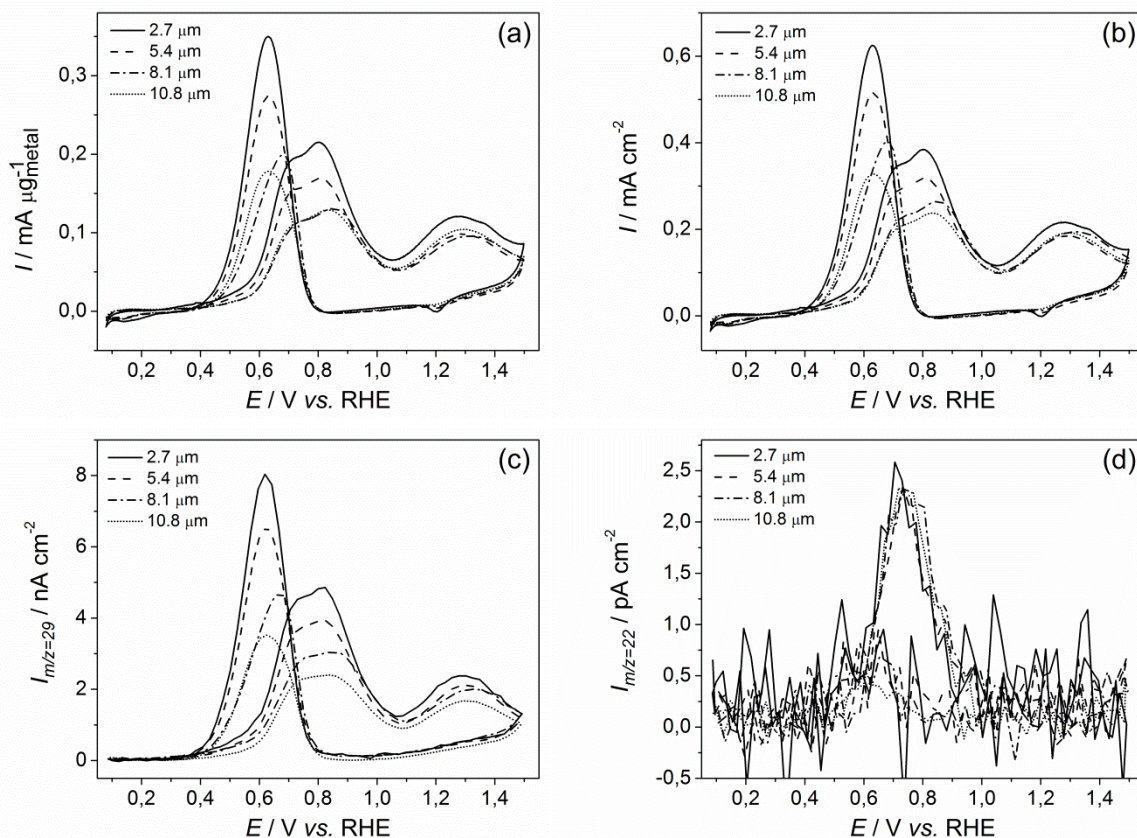 (a)
2.7 μm
5.4 μm
8.1 μm
10.8 μm
I / mA μg⁻¹metal
0,3
0,2
0,1
0,0
0,2 0,4 0,6 0,8 1,0 1,2 1,4
E / V vs. RHE
(b)
2.7 μm
5.4 μm
8.1 μm
10.8 μm
I / mA cm⁻²
0,6
0,4
0,2
0,0
0,2 0,4 0,6 0,8 1,0 1,2 1,4
E / V vs. RHE
(c)
2.7 μm
5.4 μm
8.1 μm
10.8 μm
I m/z=29 / nA cm⁻²
8
6
4
2
0
0,2 0,4 0,6 0,8 1,0 1,2 1,4
E / V vs. RHE
(d)
2.7 μm
5.4 μm
8.1 μm
10.8 μm
I m/z=22 / pA cm⁻²
2,5
2,0
1,5
1,0
0,5
0,0
-0,5
0,2 0,4 0,6 0,8 1,0 1,2 1,4
E / V vs. RHE